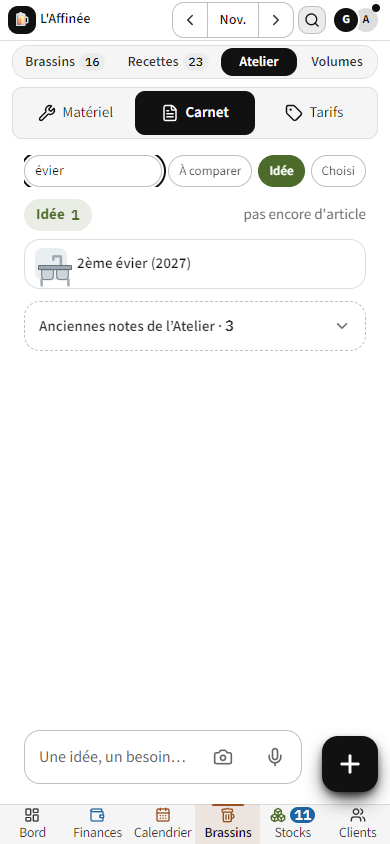 L'Affinée
Nov.
G A
Brassins 16 Recettes 23 Atelier Volumes
Matériel Carnet Tarifs
évier À comparer Idée Choisi
Idée 1 pas encore d'article
2ème évier (2027)
Anciennes notes de l'Atelier · 3
Une idée, un besoin…
Bord Finances Calendrier Brassins Stocks 11 Clients